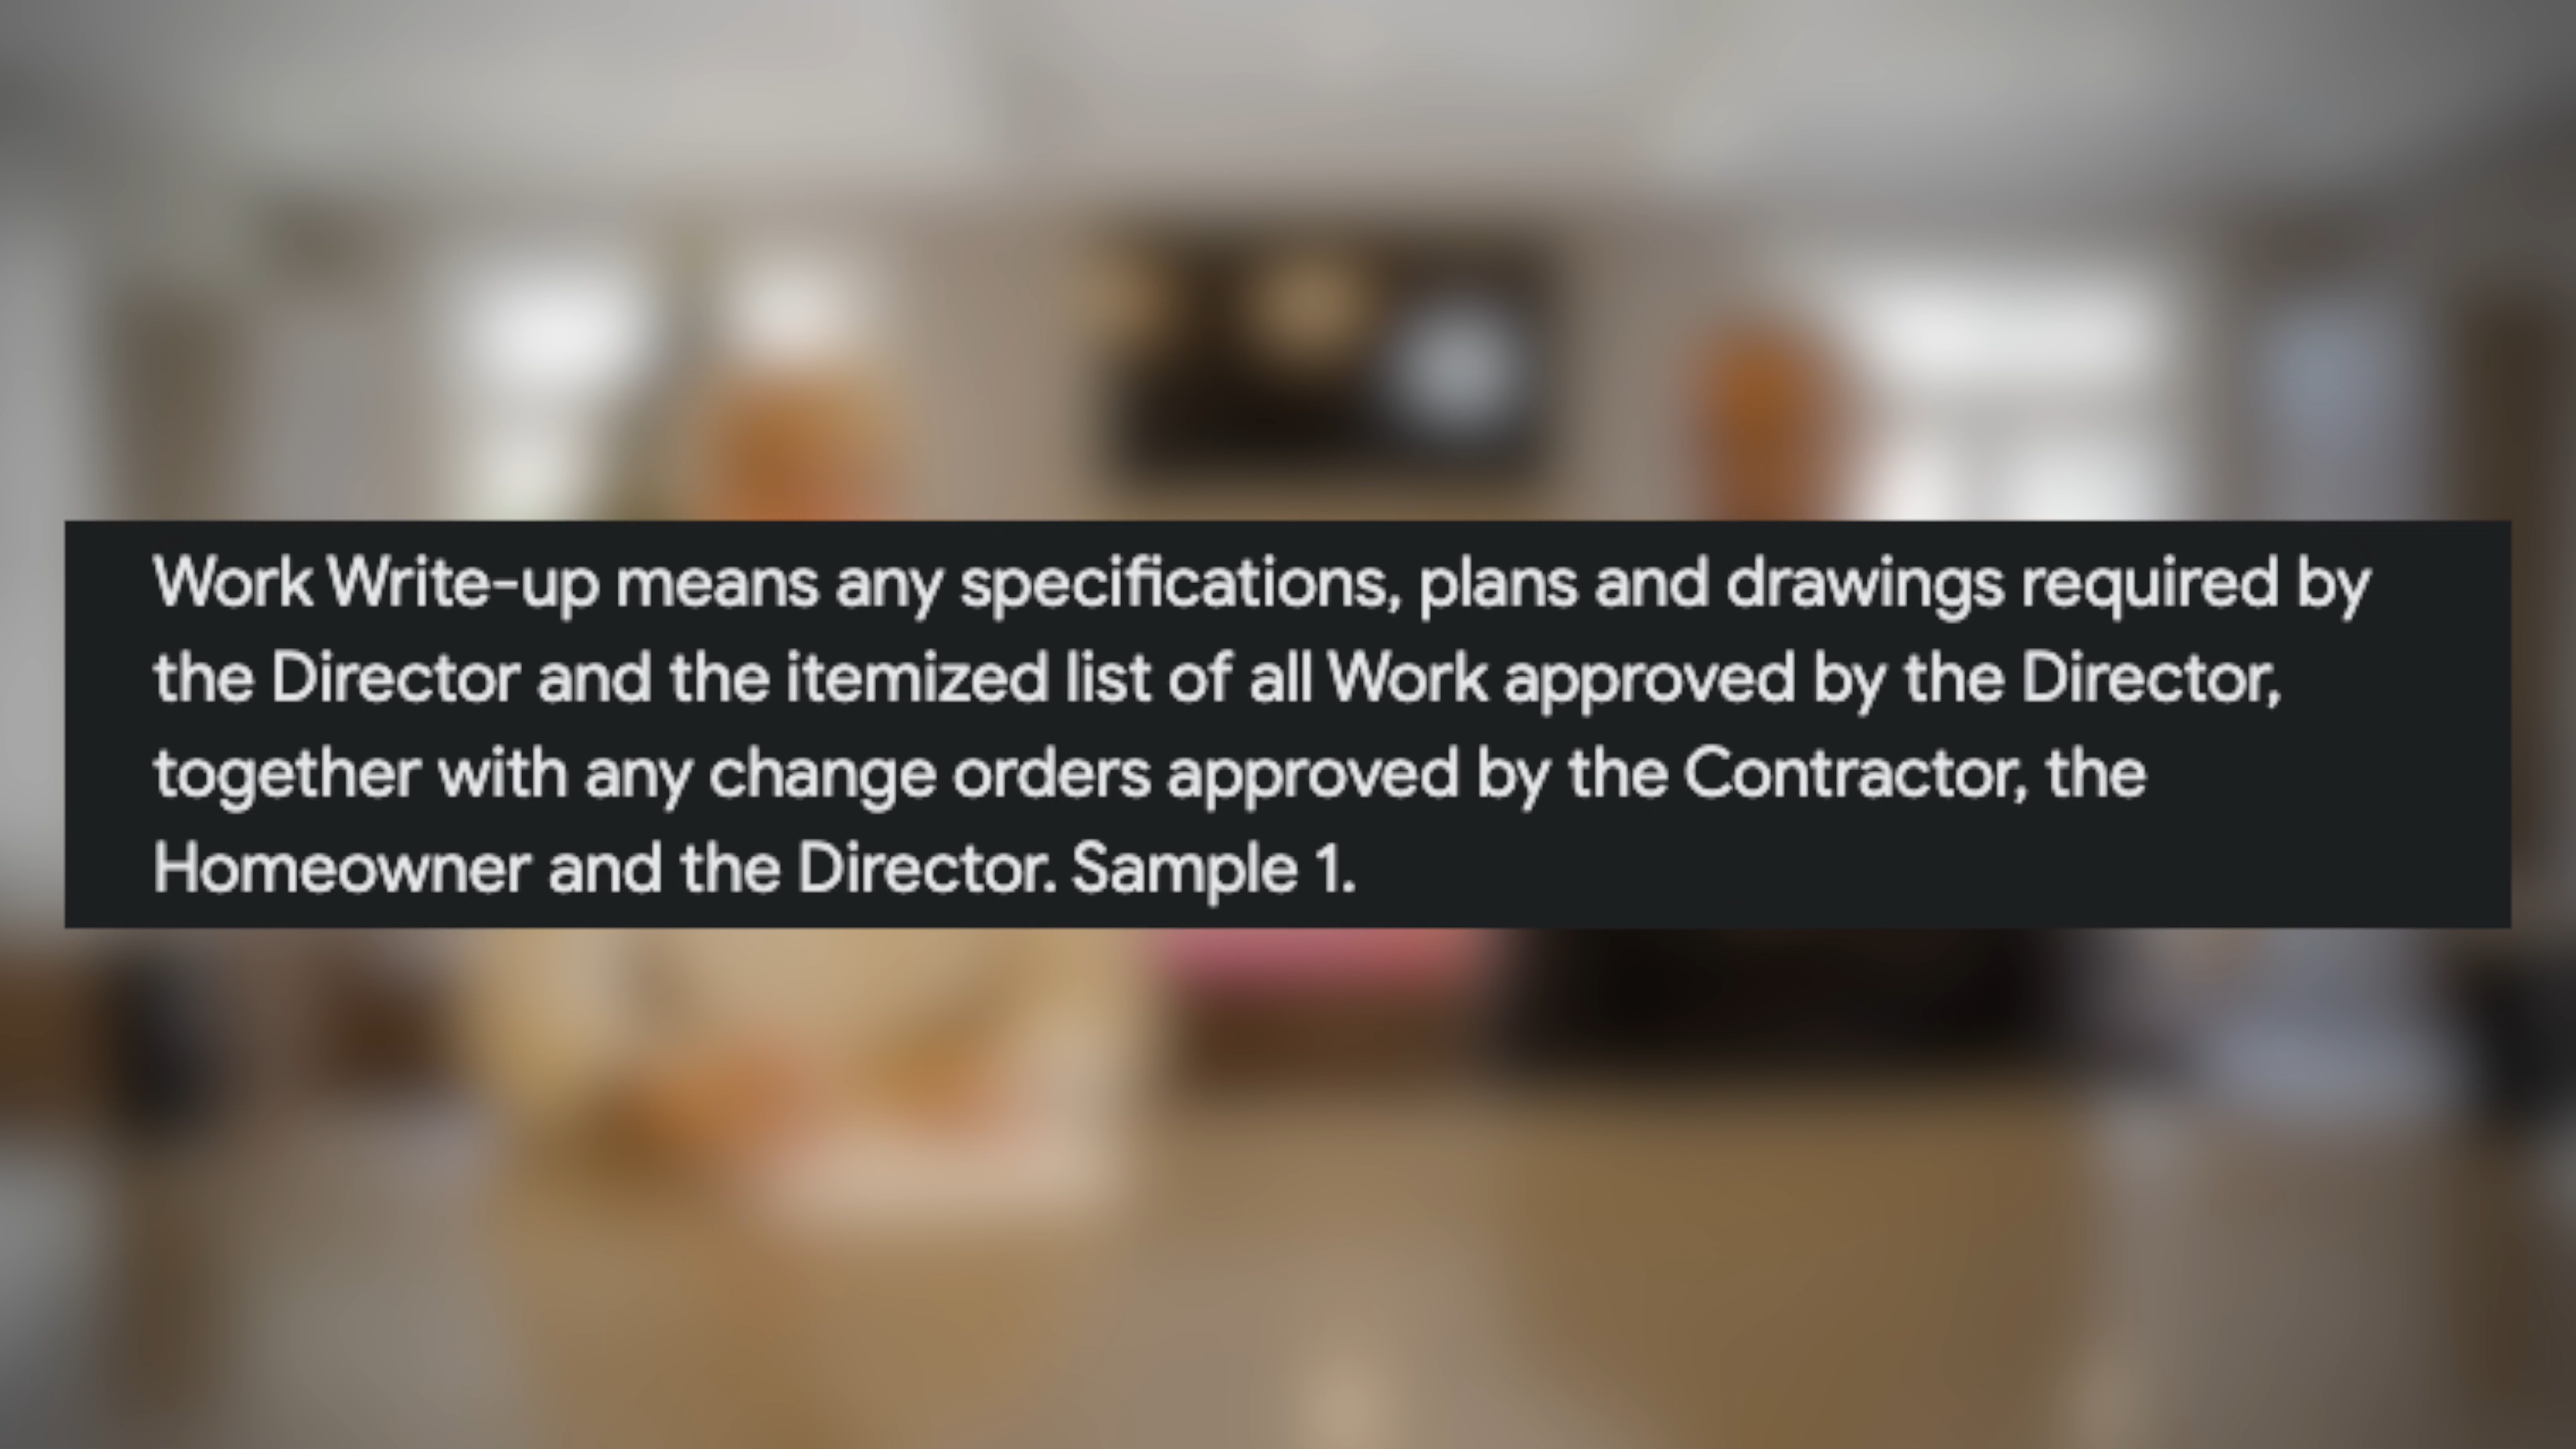 Work Write-up means any specifications, plans and drawings required by
the Director and the itemized list of all Work approved by the Director,
together with any change orders approved by the Contractor, the
Homeowner and the Director. Sample 1.